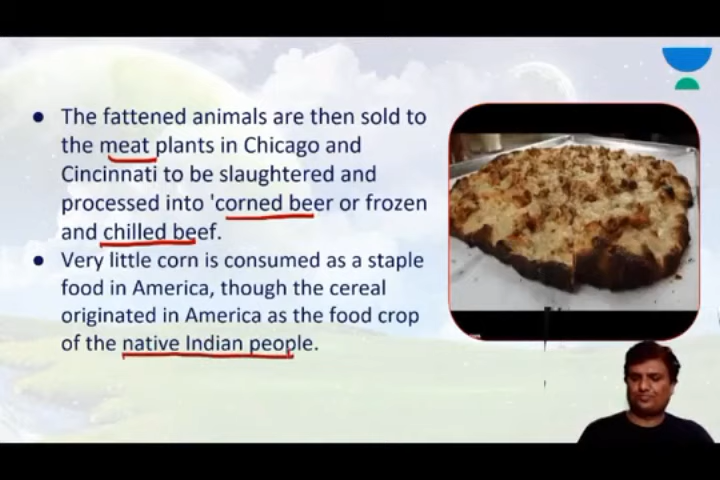 ● The fattened animals are then sold to
the meat plants in Chicago and
Cincinnati to be slaughtered and
processed into 'corned beer or frozen
and chilled beef.
● Very little corn is consumed as a staple
food in America, though the cereal
originated in America as the food crop
of the native Indian people.